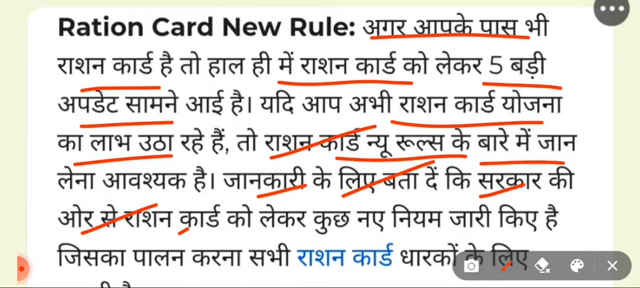 Ration Card New Rule: अगर आपके पास भी
राशन कार्ड है तो हाल ही में राशन कार्ड को लेकर 5 बड़ी
अपडेट सामने आई है। यदि आप अभी राशन कार्ड योजना
का लाभ उठा रहे हैं, तो राशन कार्ड न्यू रूल्स के बारे में जान
लेना आवश्यक है। जानकारी के लिए बता दें कि सरकार की
ओर से राशन कार्ड को लेकर कुछ नए नियम जारी किए है
जिसका पालन करना सभी राशन कार्ड धारकों के लिए